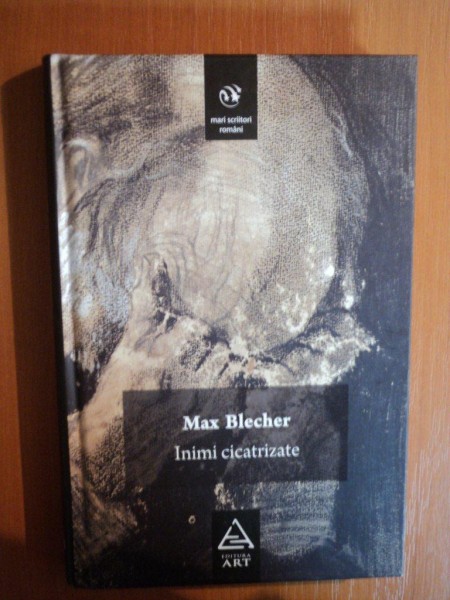 mari scriitori
români
Max Blecher
Inimi cicatrizate
EDITURA
ART